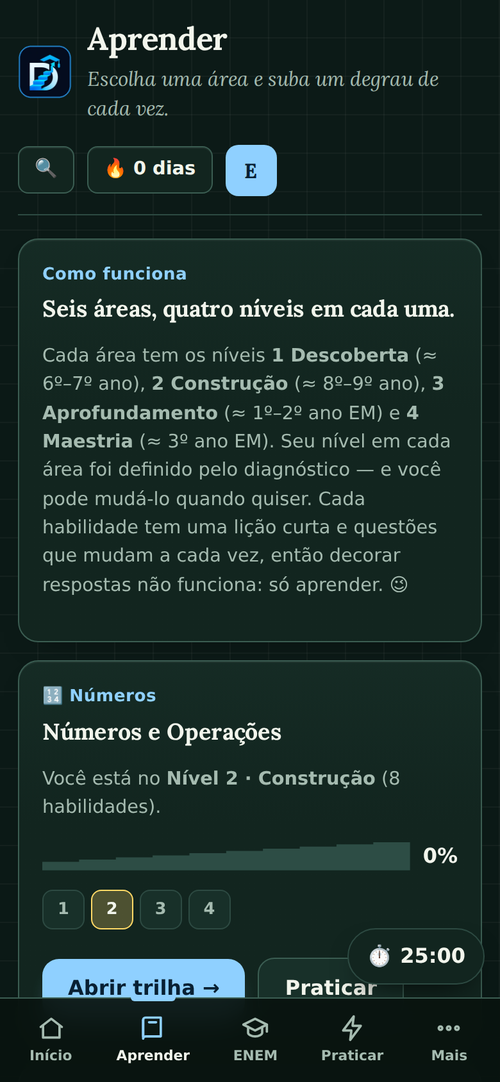 Aprender
Escolha uma área e suba um degrau de
cada vez.
🔍 🔥 0 dias E
Como funciona
Seis áreas, quatro níveis em cada uma.
Cada área tem os níveis 1 Descoberta (≈
6º–7º ano), 2 Construção (≈ 8º–9º ano), 3
Aprofundamento (≈ 1º–2º ano EM) e 4
Maestria (≈ 3º ano EM). Seu nível em cada
área foi definido pelo diagnóstico — e você
pode mudá-lo quando quiser. Cada
habilidade tem uma lição curta e questões
que mudam a cada vez, então decorar
respostas não funciona: só aprender. 😉
🔢 Números
Números e Operações
Você está no Nível 2 · Construção (8
habilidades).
0%
1 2 3 4
⏱️ 25:00
Abrir trilha → Praticar
Início Aprender ENEM Praticar Mais